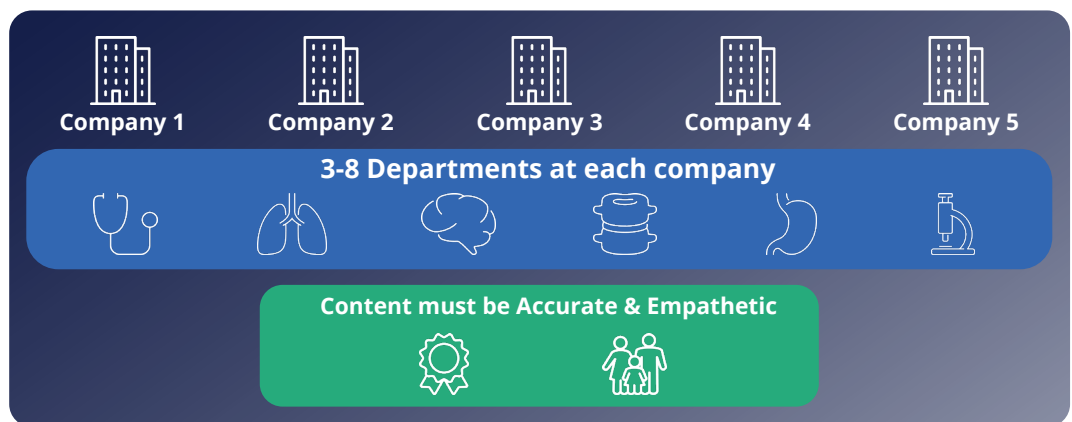 Company 1
Company 2
Company 3
Company 4
Company 5
3-8 Departments at each company
Content must be Accurate & Empathetic